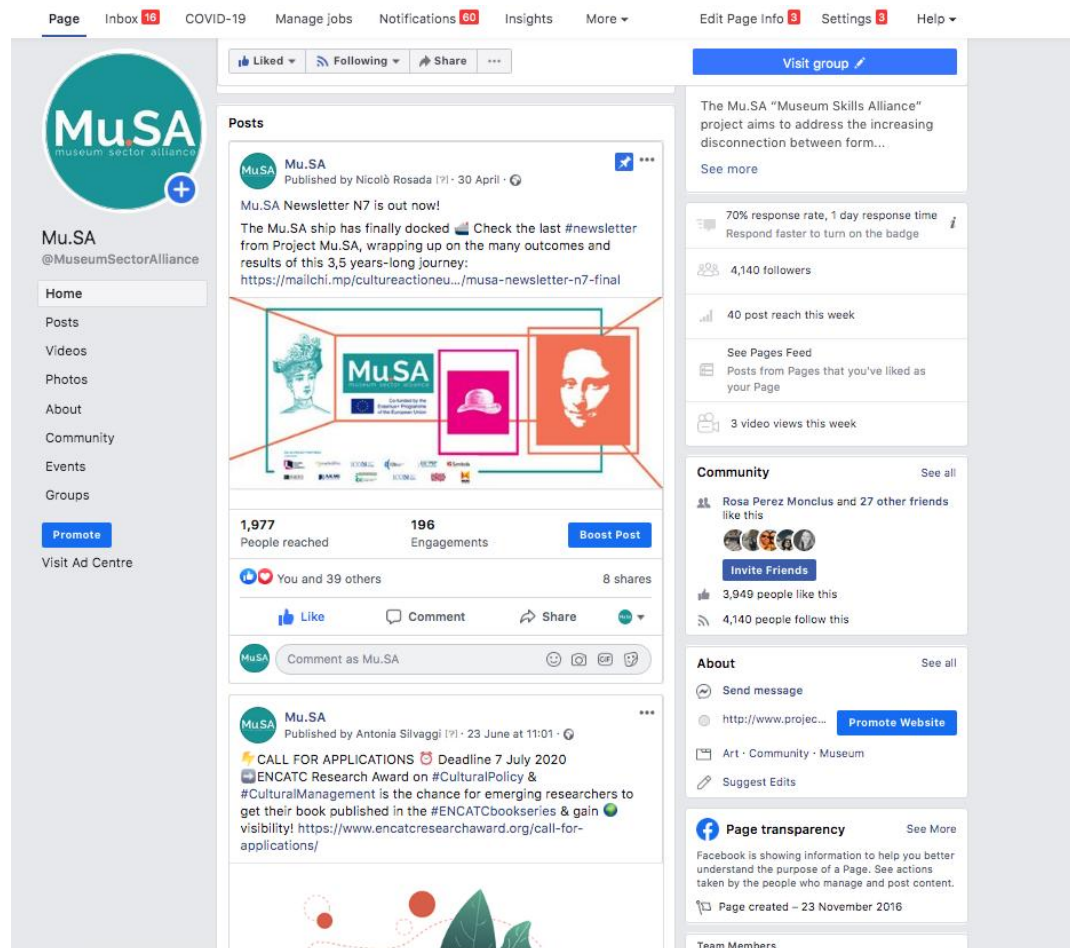 Page Inbox 16 COVID-19 Manage jobs Notifications 60 Insights More Edit Page Info 3 Settings 3 Help
Liked Following Share ...
Visit group
Mu.SA
museum sector alliance
Mu.SA
@MuseumSectorAlliance
Home
Posts
Videos
Photos
About
Community
Events
Groups
Promote
Visit Ad Centre
Posts
MuSA
Mu.SA
Published by Nicolò Rosada [?] · 30 April ·
Mu.SA Newsletter N7 is out now!
The Mu.SA ship has finally docked 🚢 Check the last #newsletter
from Project Mu.SA, wrapping up on the many outcomes and
results of this 3,5 years-long journey:
https://mailchi.mp/cultureactioneu.../musa-newsletter-n7-final
Mu.SA
museum sector alliance
Co-funded by the
Erasmus+ Programme
of the European Union
1,977
People reached
196
Engagements
Boost Post
You and 39 others
8 shares
Like Comment Share
MuSA
Comment as Mu.SA
GIF
MuSA
Mu.SA
Published by Antonia Silvaggi [?] · 23 June at 11:01 ·
⚡CALL FOR APPLICATIONS ⏰ Deadline 7 July 2020
➡️ENCATC Research Award on #CulturalPolicy &
#CulturalManagement is the chance for emerging researchers to
get their book published in the #ENCATCbookseries & gain 🌍
visibility! https://www.encatcresearchaward.org/call-for-
applications/
The Mu.SA “Museum Skills Alliance”
project aims to address the increasing
disconnection between form...
See more
70% response rate, 1 day response time
Respond faster to turn on the badge
4,140 followers
40 post reach this week
See Pages Feed
Posts from Pages that you've liked as
your Page
3 video views this week
Community See all
Rosa Perez Monclus and 27 other friends
like this
Invite Friends
3,949 people like this
4,140 people follow this
About See all
Send message
http://www.projec... Promote Website
Art · Community · Museum
Suggest Edits
Page transparency See More
Facebook is showing information to help you better
understand the purpose of a Page. See actions
taken by the people who manage and post content.
Page created – 23 November 2016
Team Members